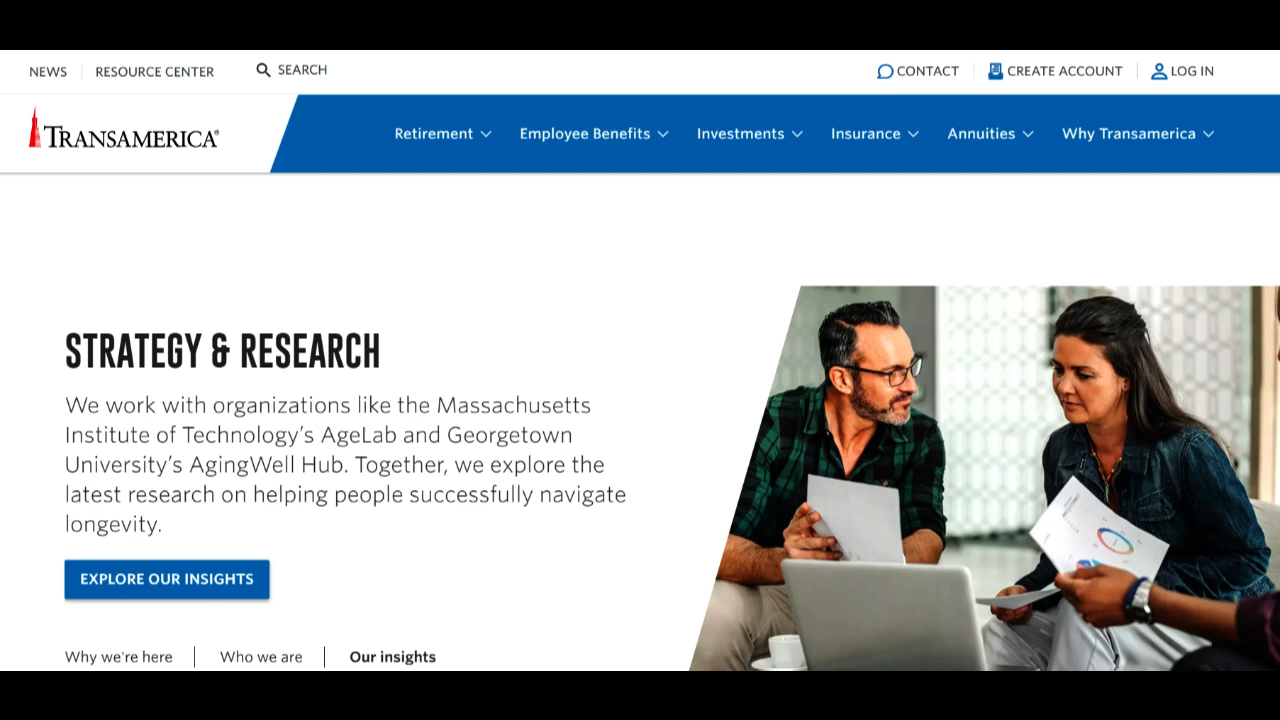 NEWS
RESOURCE CENTER
SEARCH
CONTACT
CREATE ACCOUNT
LOG IN
TRANSAMERICA®
Retirement
Employee Benefits
Investments
Insurance
Annuities
Why Transamerica
STRATEGY & RESEARCH
We work with organizations like the Massachusetts
Institute of Technology’s AgeLab and Georgetown
University’s AgingWell Hub. Together, we explore the
latest research on helping people successfully navigate
longevity.
EXPLORE OUR INSIGHTS
Why we're here
Who we are
Our insights